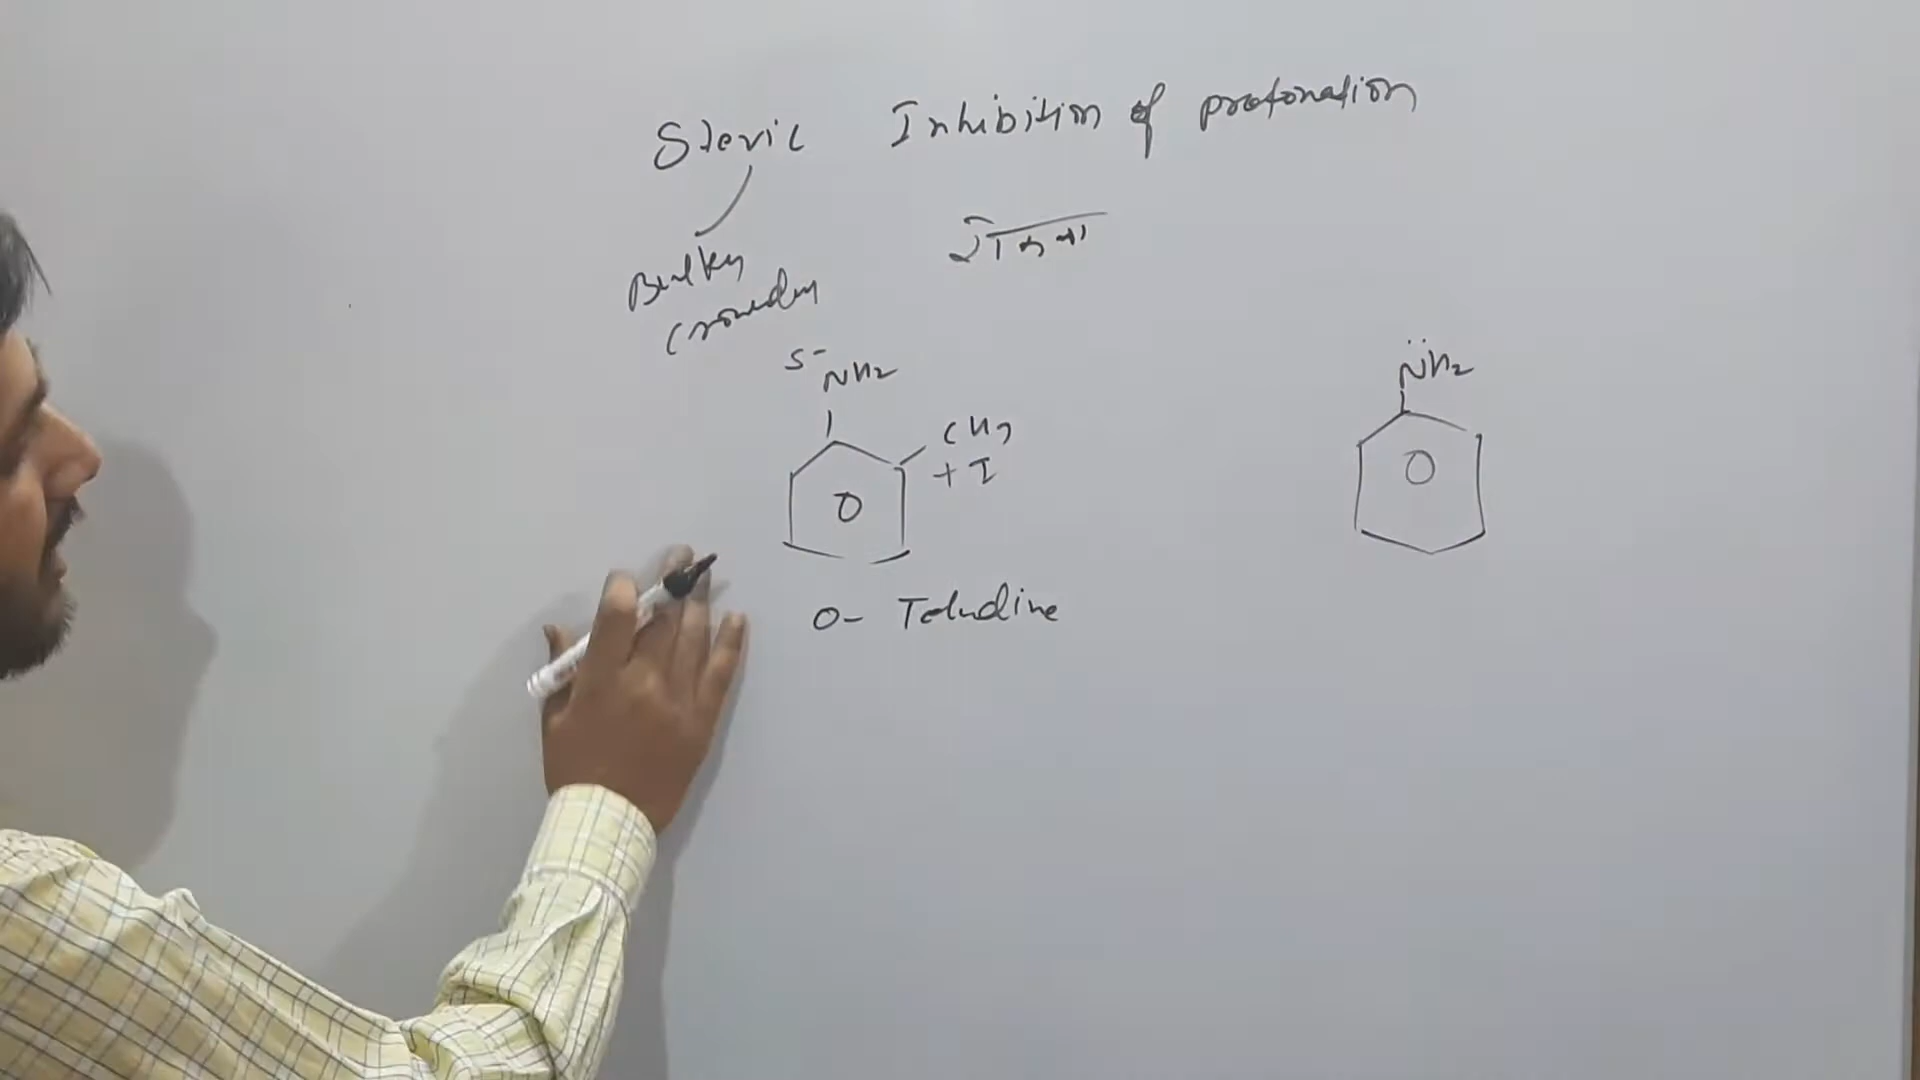 Steric Inhibition of protonation
Bulky
Crowding
δ-
NH2
CH3
+I
O- Toludine
NH2